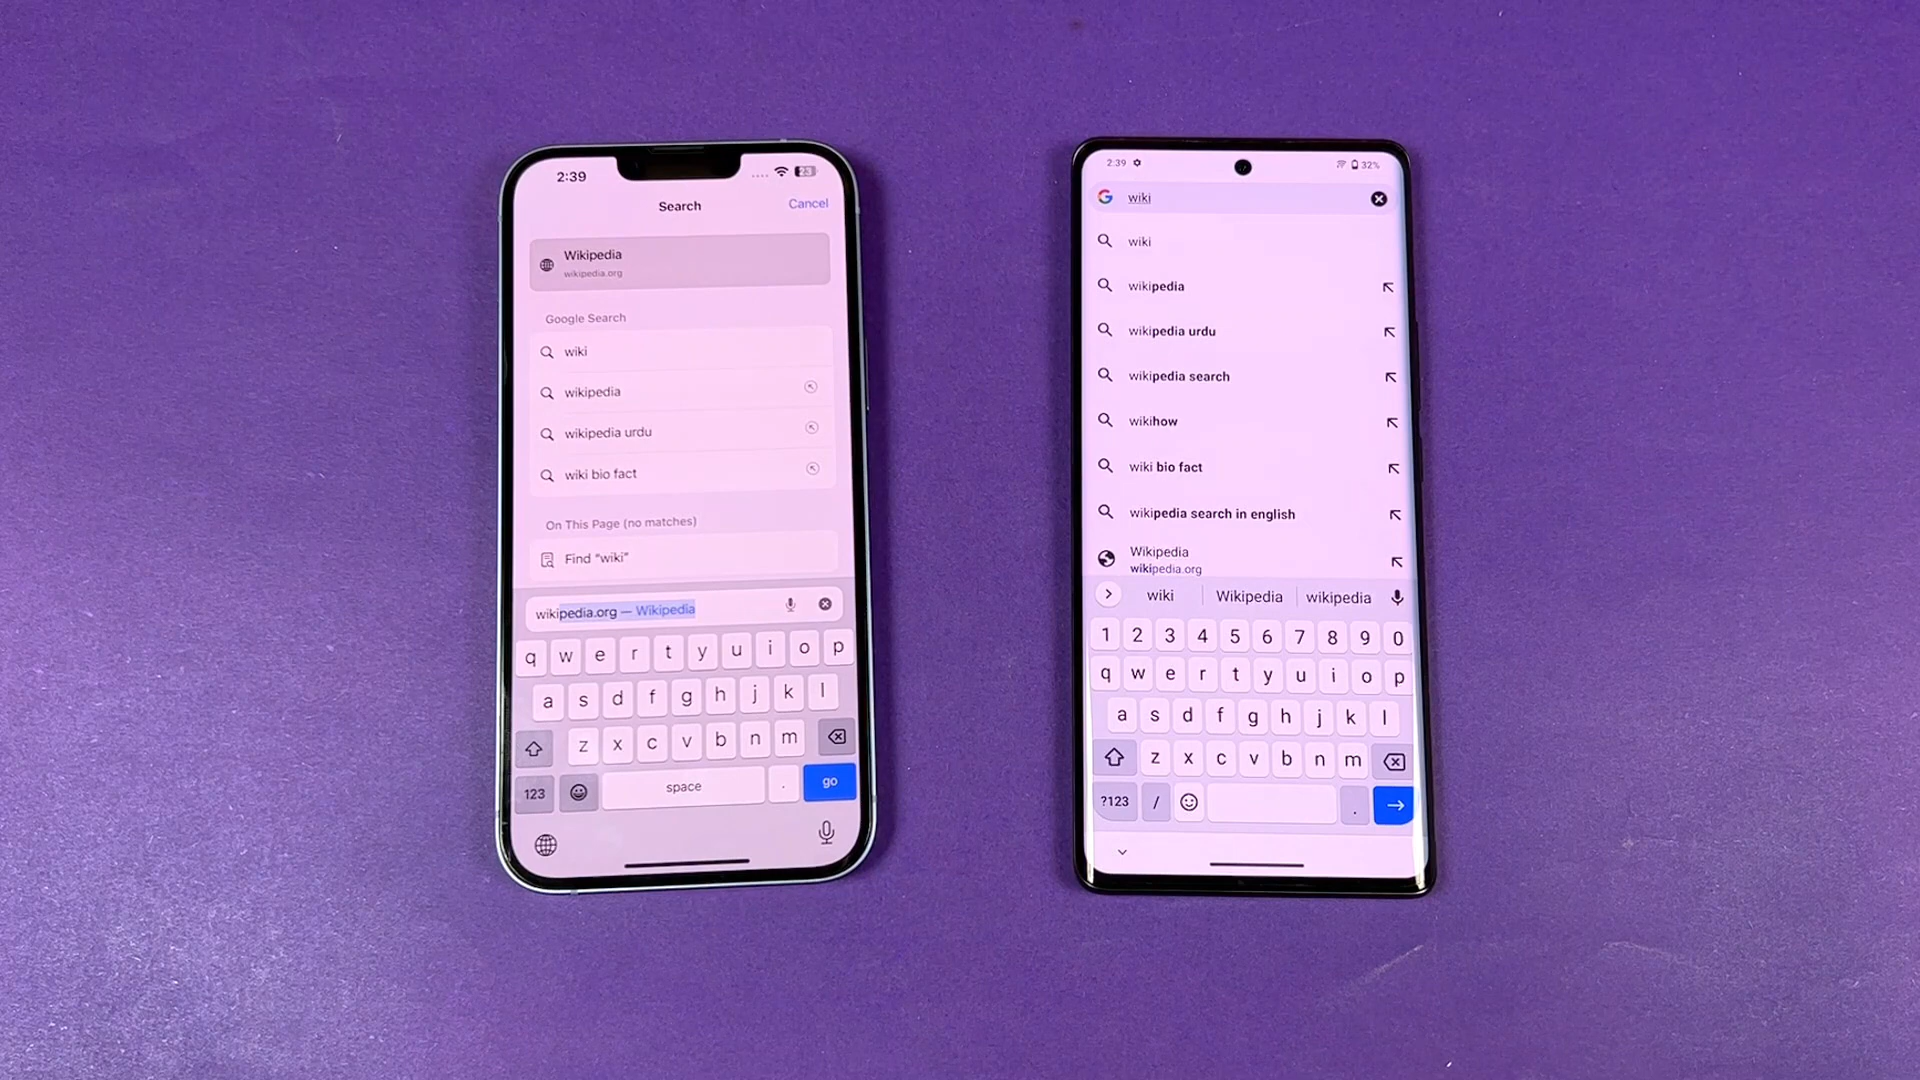 2:39
23
Search
Cancel
Wikipedia
wikipedia.org
Google Search
wiki
wikipedia
wikipedia urdu
wiki bio fact
On This Page (no matches)
Find “wiki”
wikipedia.org — Wikipedia
q w e r t y u i o p
a s d f g h j k l
z x c v b n m
123
space
.
go
2:39
32%
G
wiki
wiki
wikipedia
wikipedia urdu
wikipedia search
wikihow
wiki bio fact
wikipedia search in english
Wikipedia
wikipedia.org
wiki
Wikipedia
wikipedia
1 2 3 4 5 6 7 8 9 0
q w e r t y u i o p
a s d f g h j k l
z x c v b n m
?123
/
.